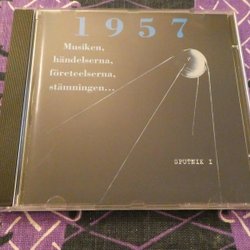 1957
Musiken,
händelserna,
företeelserna,
stämningen...
SPUTNIK I